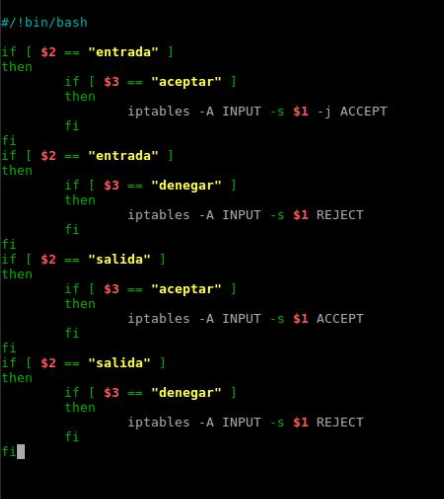 #/!bin/bash
if [ $2 == "entrada" ]
then
if [ $3 == "aceptar" ]
then
iptables -A INPUT -s $1 -j ACCEPT
fi
fi
if [ $2 == "entrada" ]
then
if [ $3 == "denegar" ]
then
iptables -A INPUT -s $1 REJECT
fi
fi
if [ $2 == "salida" ]
then
if [ $3 == "aceptar" ]
then
iptables -A INPUT -s $1 ACCEPT
fi
fi
if [ $2 == "salida" ]
then
if [ $3 == "denegar" ]
then
iptables -A INPUT -s $1 REJECT
fi
fi